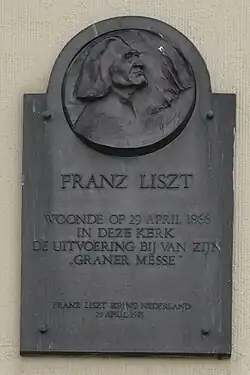 FRANZ LISZT
WOONDE OP 29 APRIL 1866
IN DEZE KERK
DE UITVOERING BIJ VAN ZIJN
„GRANER MESSE"
FRANZ LISZT KRING NEDERLAND
29 APRIL